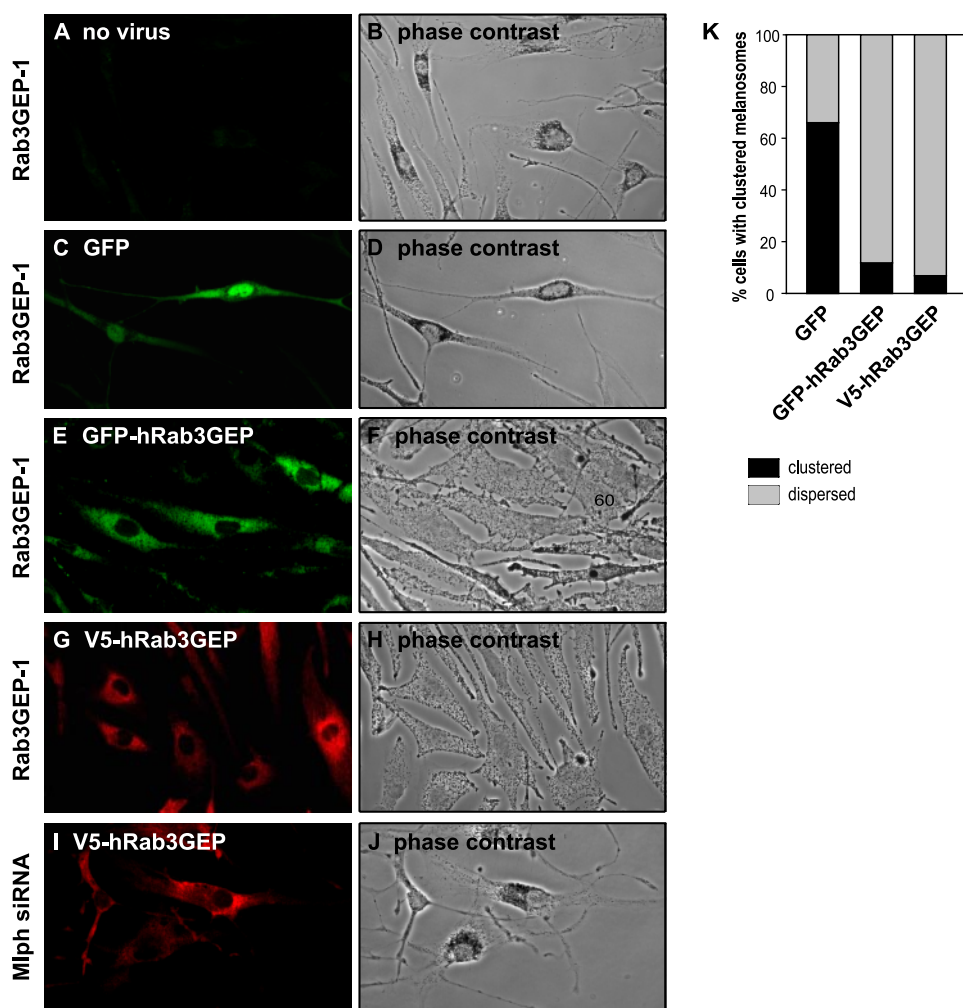 A no virus
B phase contrast
Rab3GEP-1
C GFP
D phase contrast
Rab3GEP-1
E GFP-hRab3GEP
F phase contrast
60
Rab3GEP-1
G V5-hRab3GEP
H phase contrast
Rab3GEP-1
I V5-hRab3GEP
J phase contrast
Mlph siRNA
K
% cells with clustered melanosomes
100
80
60
40
20
0
GFP
GFP-hRab3GEP
V5-hRab3GEP
clustered
dispersed